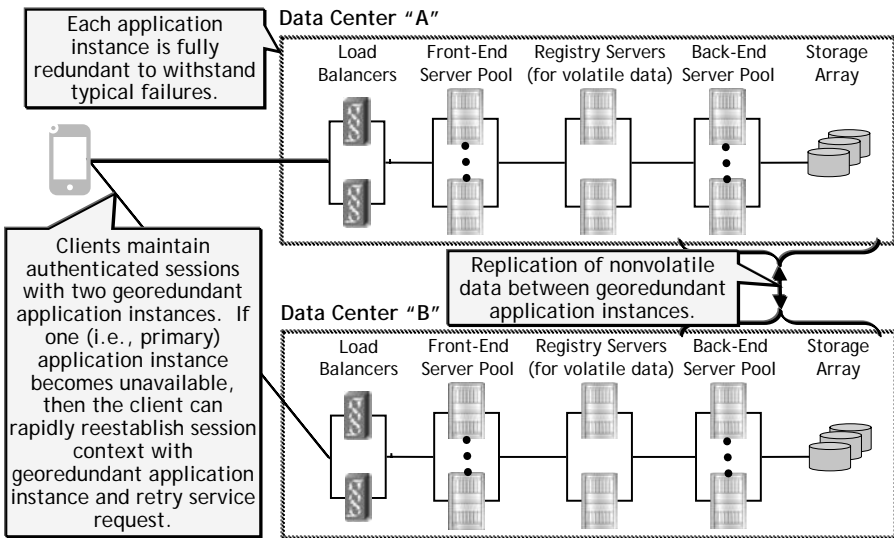 Each application
instance is fully
redundant to withstand
typical failures.
Data Center “A”
Load
Balancers
Front-End
Server Pool
Registry Servers
(for volatile data)
Back-End
Server Pool
Storage
Array
Clients maintain
authenticated sessions
with two georedundant
application instances. If
one (i.e., primary)
application instance
becomes unavailable,
then the client can
rapidly reestablish session
context with
georedundant application
instance and retry service
request.
Replication of nonvolatile
data between georedundant
application instances.
Data Center “B”
Load
Balancers
Front-End
Server Pool
Registry Servers
(for volatile data)
Back-End
Server Pool
Storage
Array